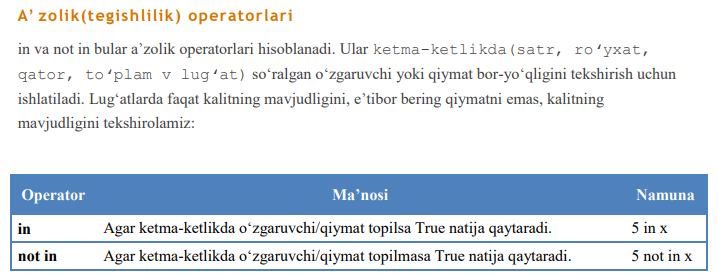 A’ zolik(tegishlilik) operatorlari
in va not in bular a’zolik operatorlari hisoblanadi. Ular ketma-ketlikda(satr, ro‘yxat,
qator, to‘plam v lug‘at) so‘ralgan o‘zgaruvchi yoki qiymat bor-yo‘qligini tekshirish uchun
ishlatiladi. Lug‘atlarda faqat kalitning mavjudligini, e’tibor bering qiymatni emas, kalitning
mavjudligini tekshirolamiz:
Operator Ma’nosi Namuna
in Agar ketma-ketlikda o‘zgaruvchi/qiymat topilsa True natija qaytaradi. 5 in x
not in Agar ketma-ketlikda o‘zgaruvchi/qiymat topilmasa True natija qaytaradi. 5 not in x